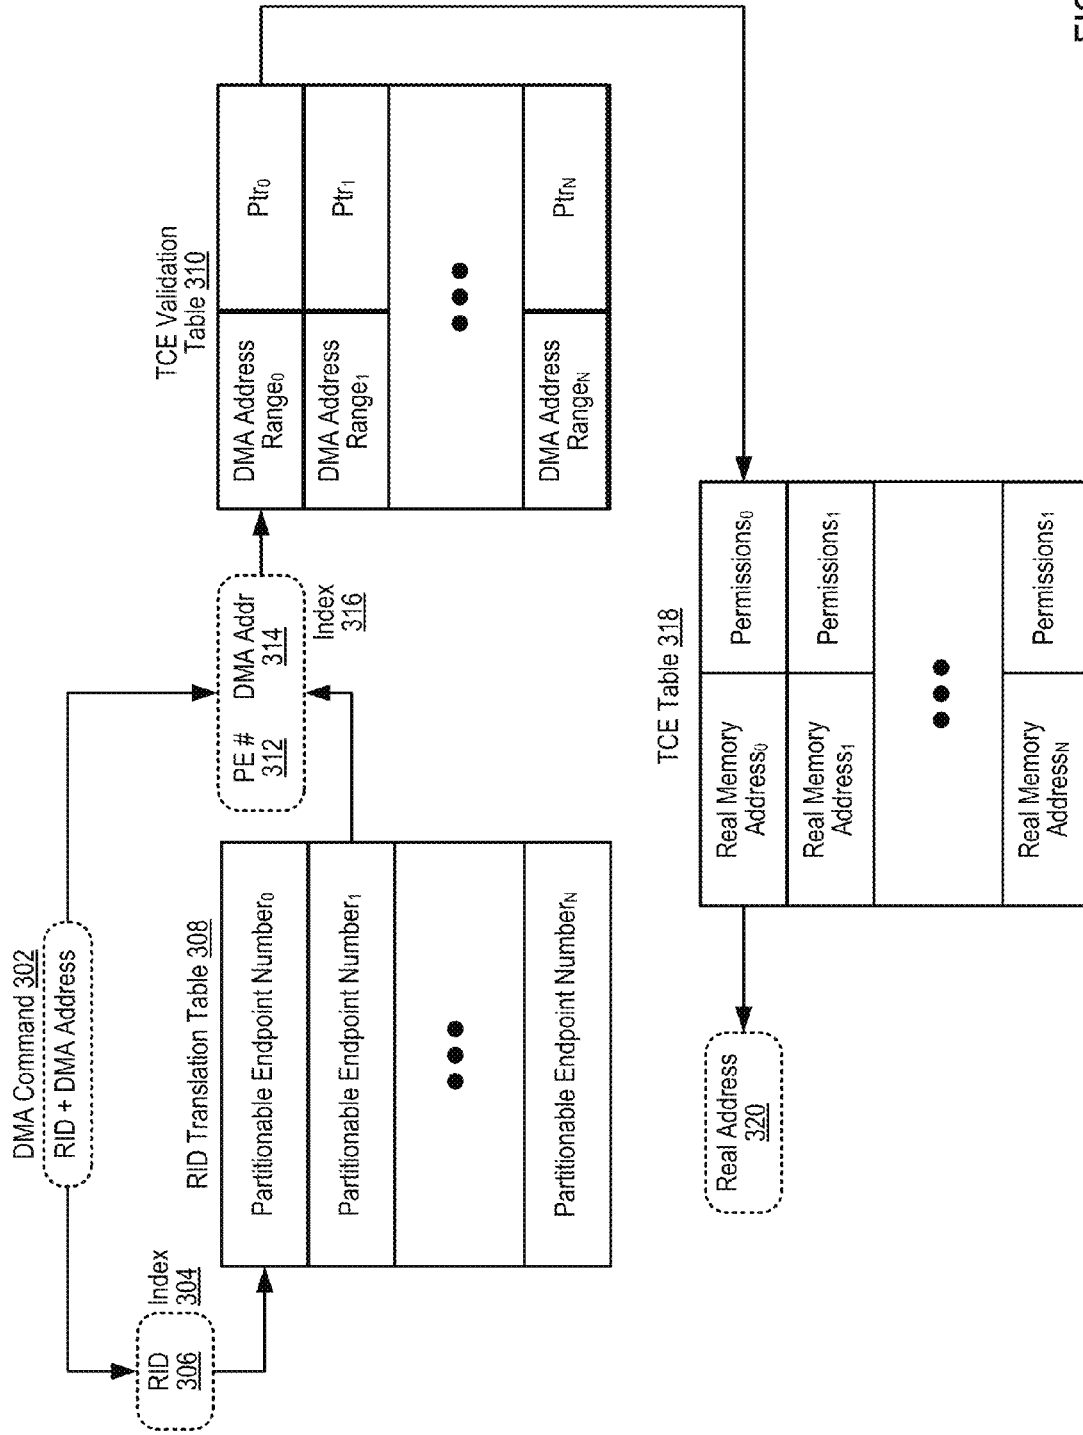 DMA Command 302
RID + DMA Address
Index
304
RID
306
RID Translation Table 308
Partitionable Endpoint Number0
Partitionable Endpoint Number1
Partitionable Endpoint NumberN
PE #
312
DMA Addr
314
Index
316
TCE Validation
Table 310
DMA Address
Range0
Ptr0
DMA Address
Range1
Ptr1
DMA Address
RangeN
PtrN
TCE Table 318
Real Memory
Address0
Permissions0
Real Memory
Address1
Permissions1
Real Memory
AddressN
Permissions1
Real Address
320